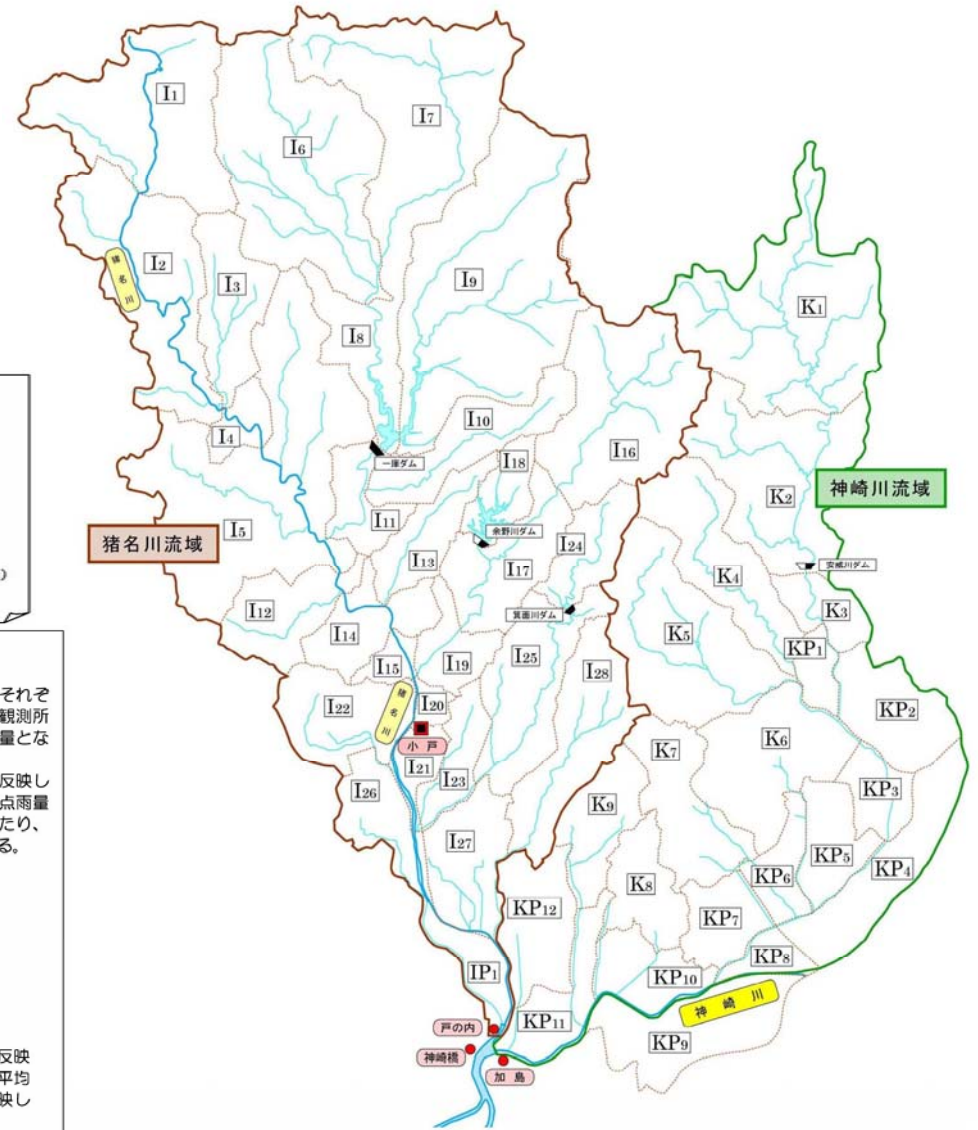 I1
I7
I6
I2
I3
I9
K1
猪名川
I8
I10
I4
一庫ダム
I18
I16
K2
神崎川流域
猪名川流域
I5
I11
余野川ダム
I24
I13
I17
安威川ダム
K4
箕面川ダム
I12
K3
I14
K5
KP1
I15
I19
I25
I28
それぞ
観測所
量とな
I22
猪名川
I20
KP2
小戸
K7
K6
反映し
点雨量
たり、
る。
I26
I21
I23
K9
KP3
I27
KP5
KP4
K8
KP6
KP12
KP7
KP8
IP1
KP10
神崎川
戸の内
KP11
KP9
神崎橋
加島
反映
平均
映し